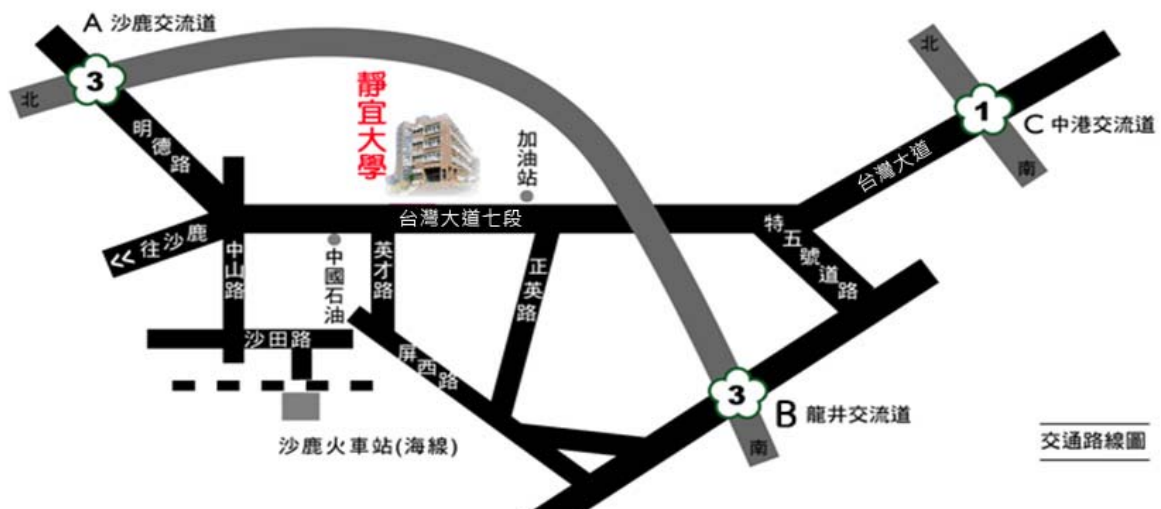 A 沙鹿交流道
3
北
明德路
靜宜大學
加油站
北
1
C 中港交流道
南
台灣大道
台灣大道七段
<<往沙鹿
中山路
中國石油
英才路
正英路
特五號道路
沙田路
屏西路
3
B 龍井交流道
南
沙鹿火車站(海線)
交通路線圖